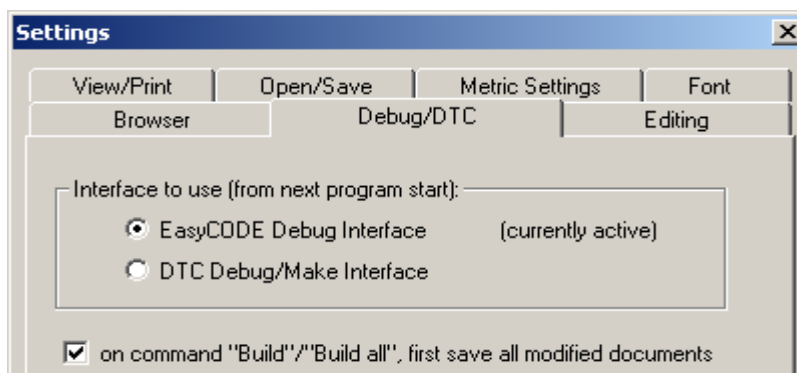 Settings
View/Print Open/Save Metric Settings Font
Browser Debug/DTC Editing
Interface to use (from next program start):
EasyCODE Debug Interface (currently active)
DTC Debug/Make Interface
on command "Build"/"Build all", first save all modified documents